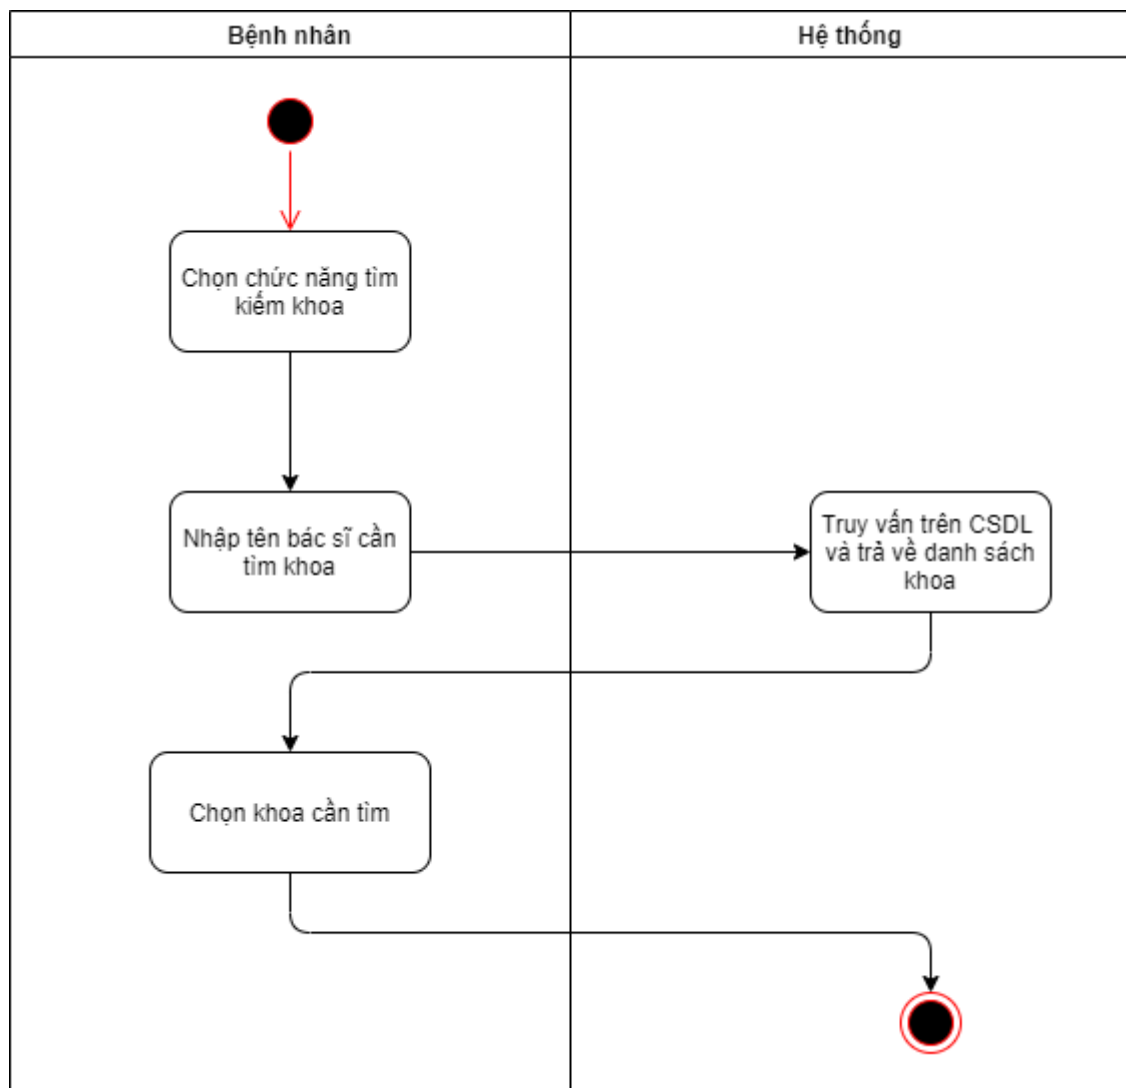 Bệnh nhân
Hệ thống
Chọn chức năng tìm
kiếm khoa
Nhập tên bác sĩ cần
tìm khoa
Truy vấn trên CSDL
và trả về danh sách
khoa
Chọn khoa cần tìm